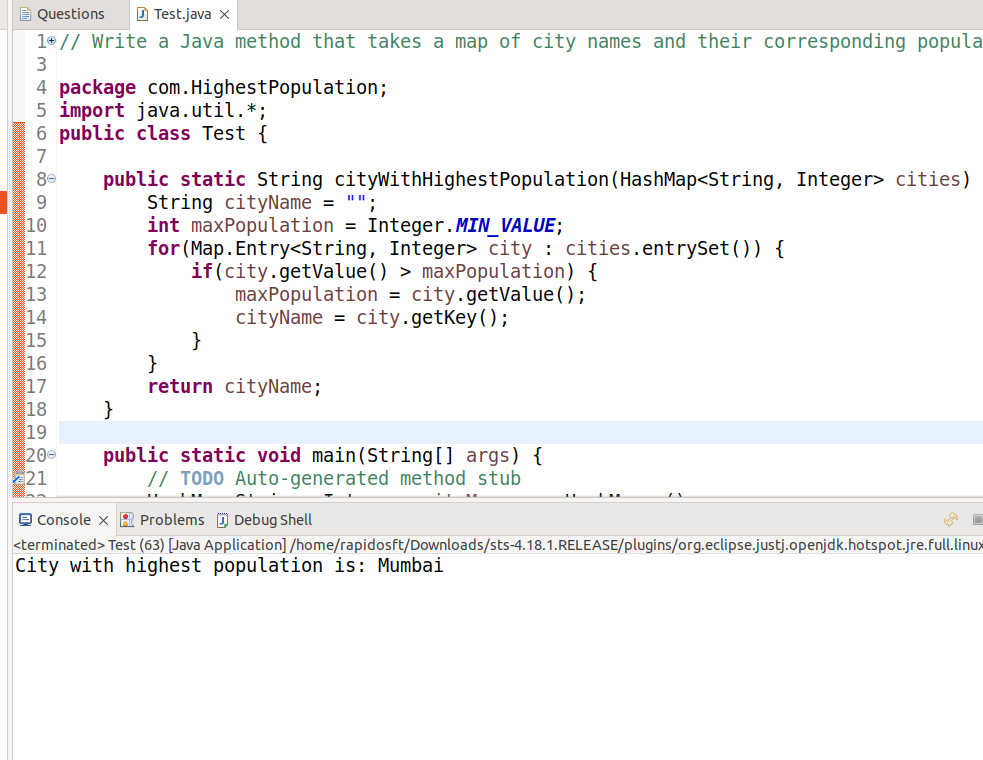 Questions Test.java
1 // Write a Java method that takes a map of city names and their corresponding popula
3
4 package com.HighestPopulation;
5 import java.util.*;
6 public class Test {
7
8 public static String cityWithHighestPopulation(HashMap<String, Integer> cities)
9 String cityName = "";
10 int maxPopulation = Integer.MIN_VALUE;
11 for(Map.Entry<String, Integer> city : cities.entrySet()) {
12 if(city.getValue() > maxPopulation) {
13 maxPopulation = city.getValue();
14 cityName = city.getKey();
15 }
16 }
17 return cityName;
18 }
19
20 public static void main(String[] args) {
21 // TODO Auto-generated method stub
Console Problems Debug Shell
<terminated> Test (63) [Java Application] /home/rapidosft/Downloads/sts-4.18.1.RELEASE/plugins/org.eclipse.justj.openjdk.hotspot.jre.full.linux
City with highest population is: Mumbai